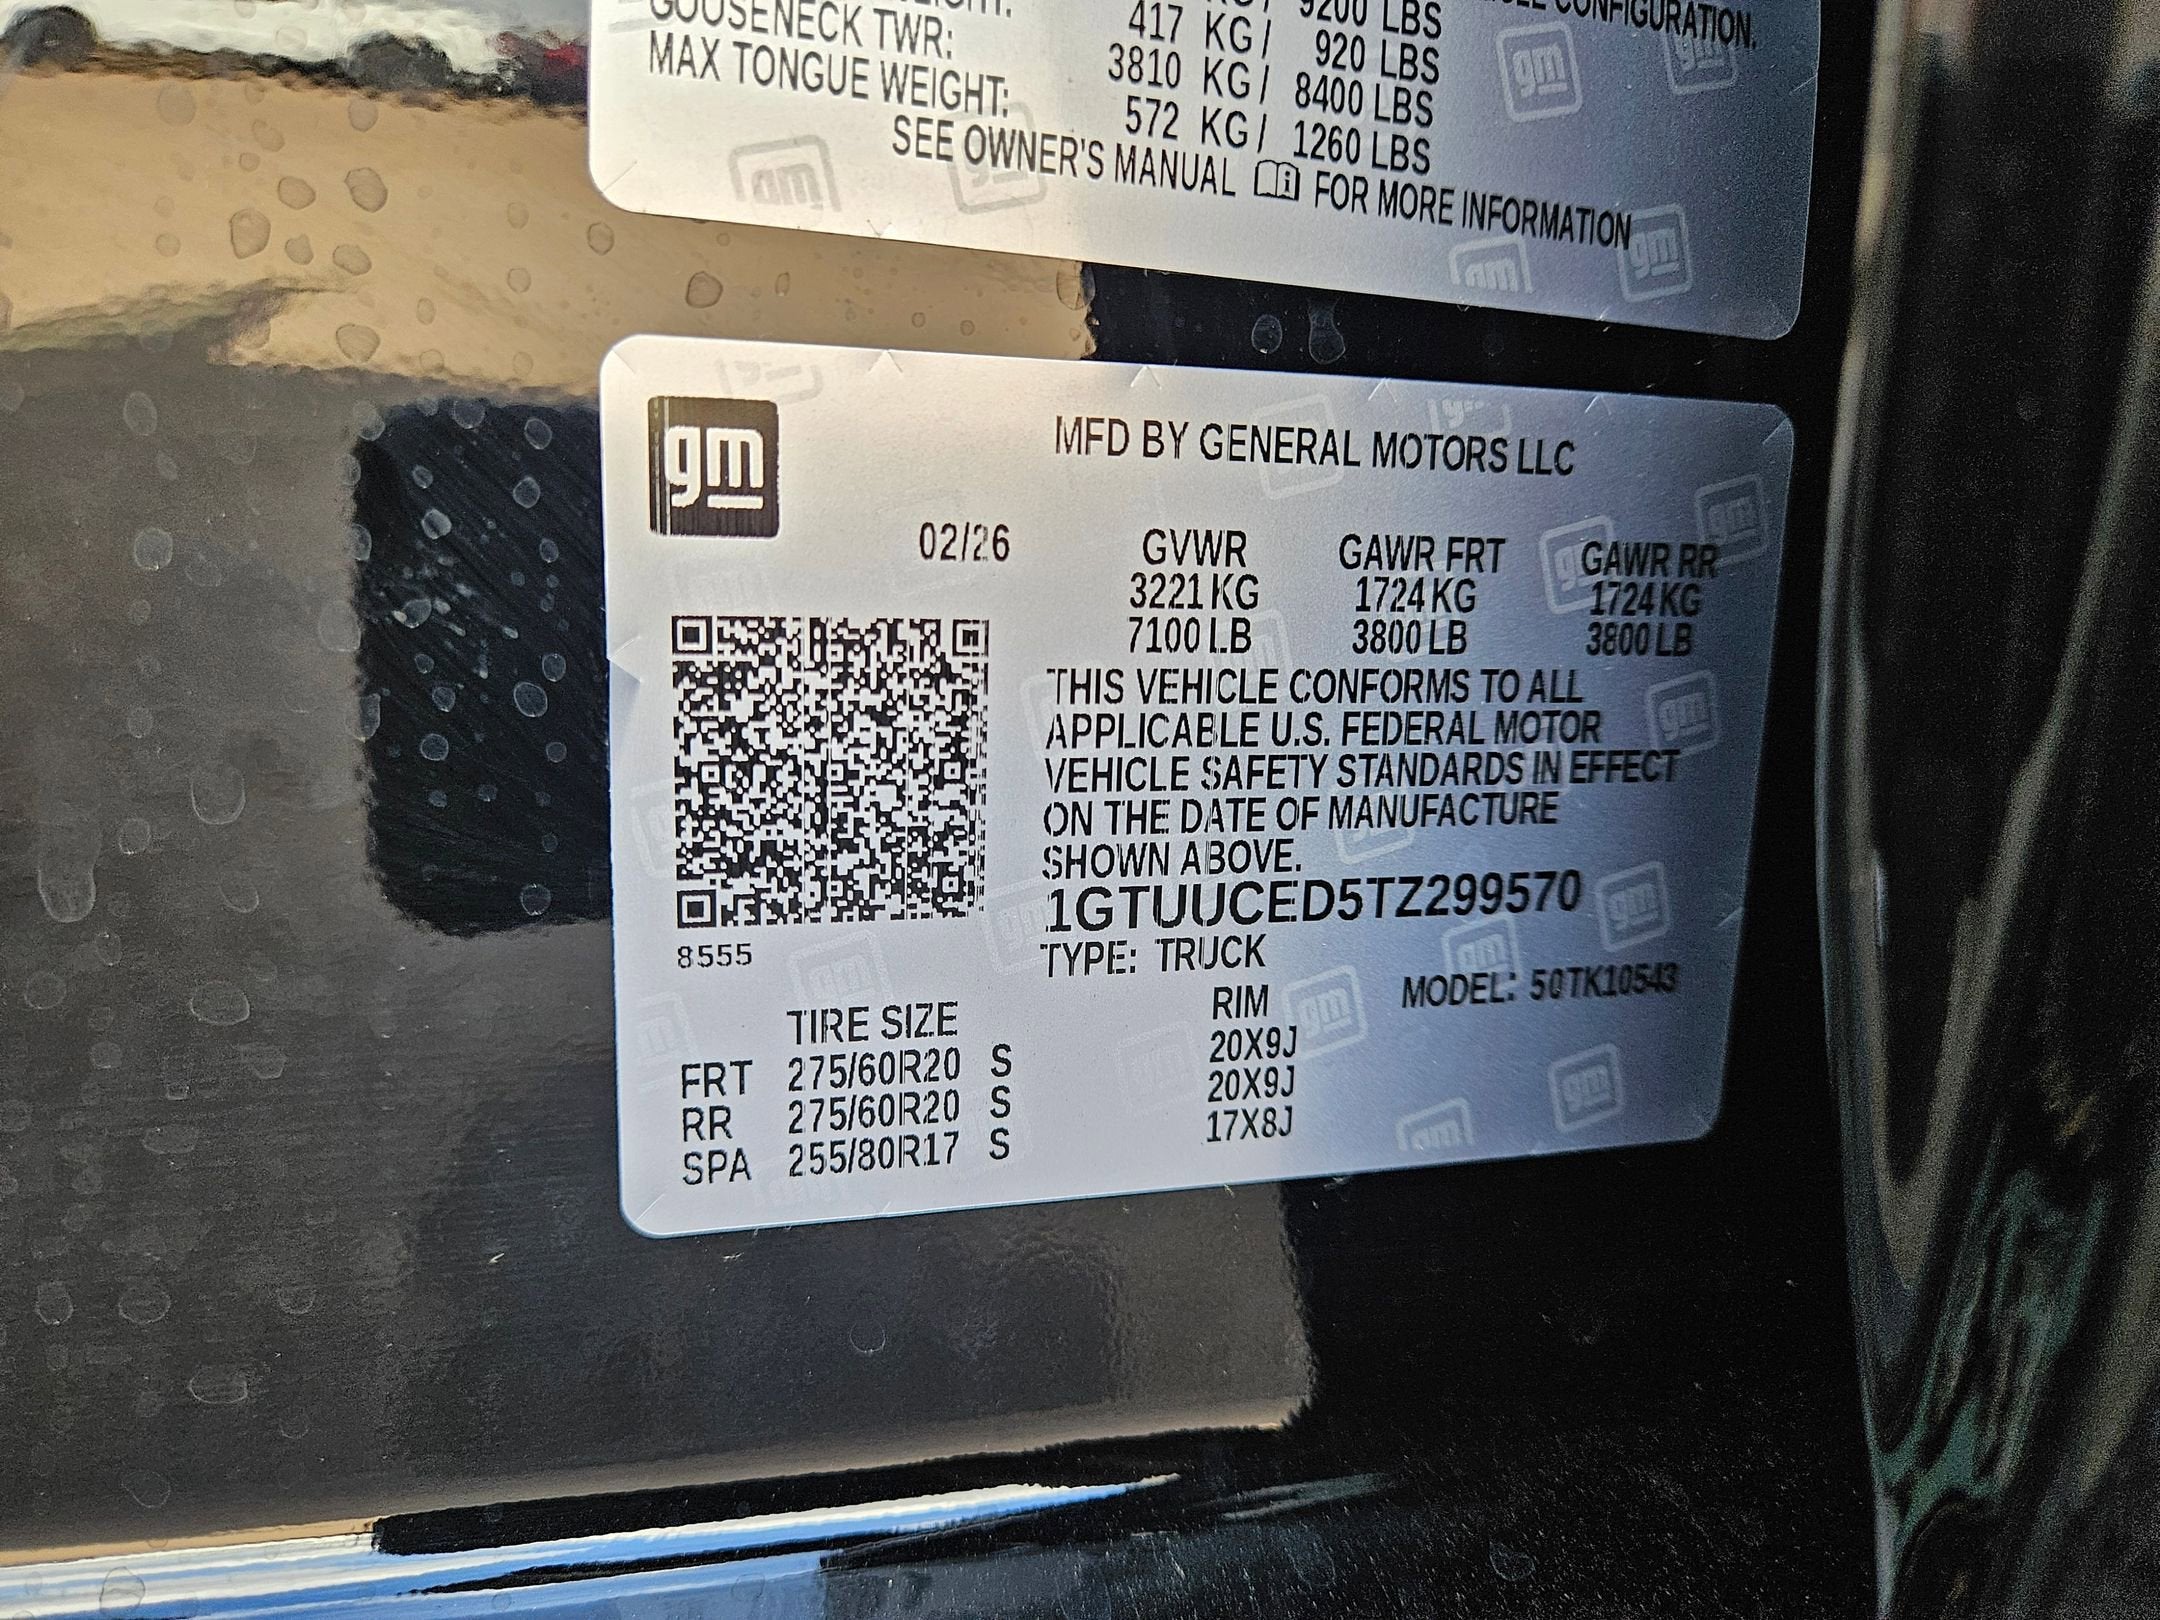 9200 LBS
CONFIGURATION.
GOOSENECK TWR: 417 KG / 920 LBS
MAX TONGUE WEIGHT: 3810 KG / 8400 LBS
572 KG / 1260 LBS
SEE OWNER'S MANUAL FOR MORE INFORMATION
gm
MFD BY GENERAL MOTORS LLC
02/26 GVWR GAWR FRT GAWR RR
3221 KG 1724 KG 1724 KG
7100 LB 3800 LB 3800 LB
THIS VEHICLE CONFORMS TO ALL
APPLICABLE U.S. FEDERAL MOTOR
VEHICLE SAFETY STANDARDS IN EFFECT
ON THE DATE OF MANUFACTURE
SHOWN ABOVE.
1GTUUCED5TZ299570
8555
TYPE: TRUCK
MODEL: 50TK10543
TIRE SIZE RIM
FRT 275/60R20 S 20X9J
RR 275/60R20 S 20X9J
SPA 255/80R17 S 17X8J